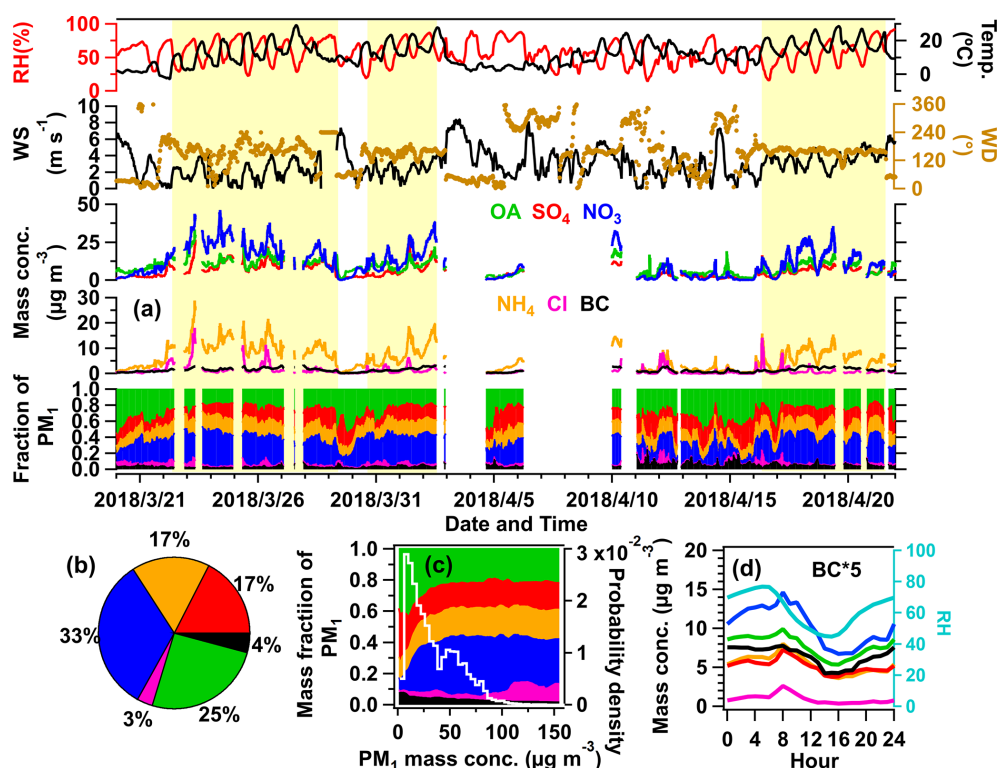 RH(%)
100
50
0
20
0
Temp.
(°C)
WS
(m s⁻¹)
10
8
6
4
2
0
360
240
120
0
WD
(°)
Mass conc.
(µg m⁻³)
50
25
0
OA SO₄ NO₃
30
20
10
0
(a)
NH₄ Cl BC
Fraction of
PM₁
1.0
0.8
0.6
0.4
0.2
0.0
2018/3/21 2018/3/26 2018/3/31 2018/4/5 2018/4/10 2018/4/15 2018/4/20
Date and Time
(b)
17%
17%
4%
25%
3%
33%
Mass fraction of
PM₁
1.0
0.8
0.6
0.4
0.2
0.0
(c)
3 x10⁻²
2
1
0
Probability density
0 50 100 150
PM₁ mass conc. (µg m⁻³)
Mass conc. (µg m⁻³)
20
15
10
5
0
(d)
BC*5
100
80
60
40
20
0
RH
0 4 8 12 16 20 24
Hour